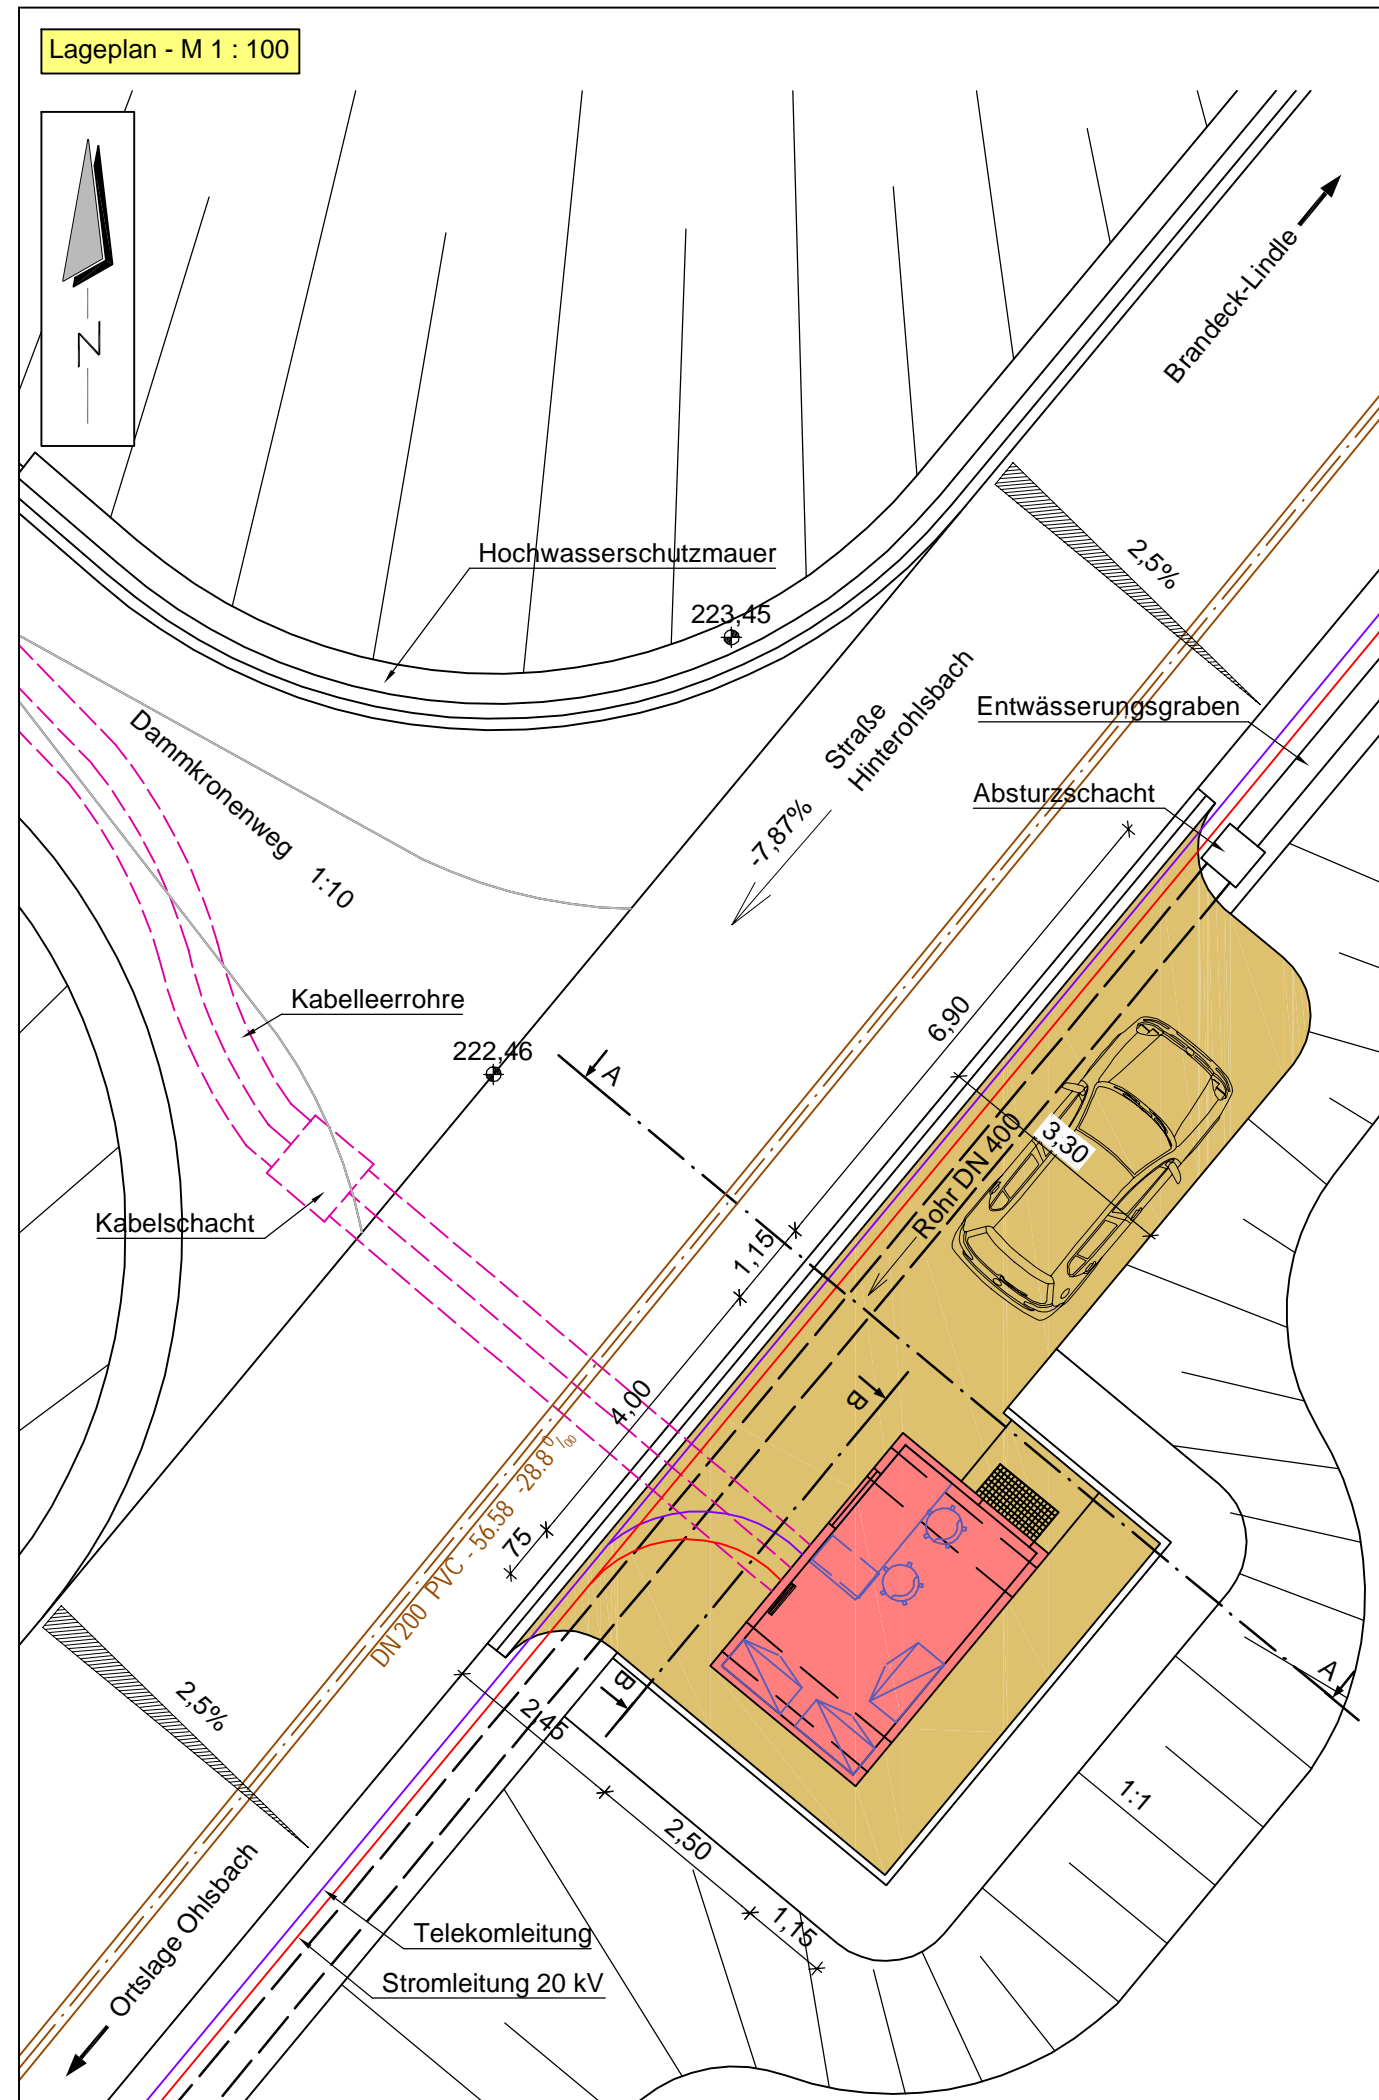 Lageplan - M 1 : 100
N
Brandeck-Lindle
2,5%
Hochwasserschutzmauer
223,45
Straße
Hinterohlsbach
Entwässerungsgraben
Dammkronenweg 1:10
-7,87%
Absturzschacht
Kabelleerrohre
6,90
222,46
A
3,30
Rohr DN 400
Kabelschacht
1,15
4,00
B
DN 200 PVC - 56.58 -28.8 0/00
75
B
A
2,5%
2,45
1:1
2,50
Ortslage Ohlsbach
1,15
Telekomleitung
Stromleitung 20 kV